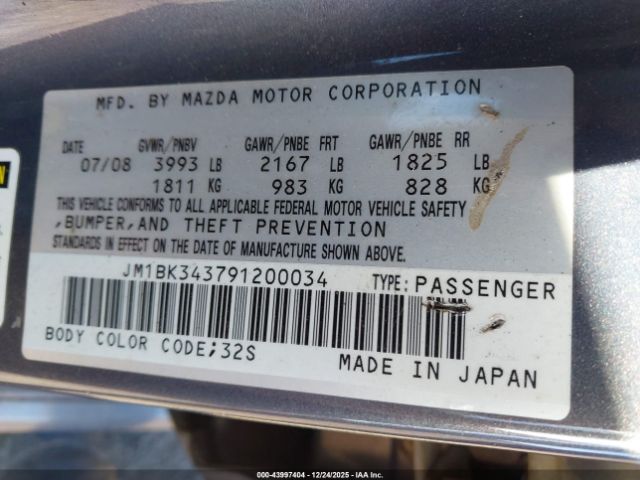 MFD. BY MAZDA MOTOR CORPORATION
DATE GVWR/PNBV GAWR/PNBE FRT GAWR/PNBE RR
07/08 3993 LB 2167 LB 1825 LB
1811 KG 983 KG 828 KG
THIS VEHICLE CONFORMS TO ALL APPLICABLE FEDERAL MOTOR VEHICLE SAFETY
,BUMPER,AND THEFT PREVENTION
STANDARDS IN EFFECT ON THE DATE OF MANUFACTURE SHOWN ABOVE.
JM1BK343791200034 TYPE:PASSENGER
BODY COLOR CODE;32S
MADE IN JAPAN
000-43997404 | 12/24/2025 - IAA Inc.